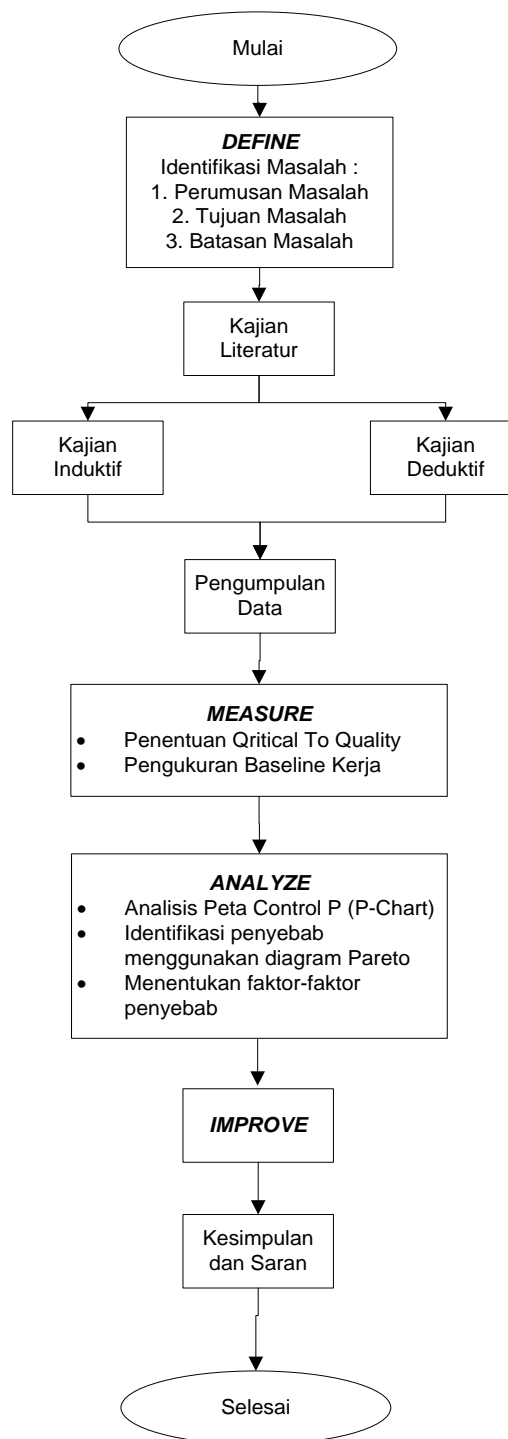 Mulai
DEFINE
Identifikasi Masalah :
1. Perumusan Masalah
2. Tujuan Masalah
3. Batasan Masalah
Kajian
Literatur
Kajian
Induktif
Kajian
Deduktif
Pengumpulan
Data
MEASURE
• Penentuan Qritical To Quality
• Pengukuran Baseline Kerja
ANALYZE
• Analisis Peta Control P (P-Chart)
• Identifikasi penyebab
menggunakan diagram Pareto
• Menentukan faktor-faktor
penyebab
IMPROVE
Kesimpulan
dan Saran
Selesai